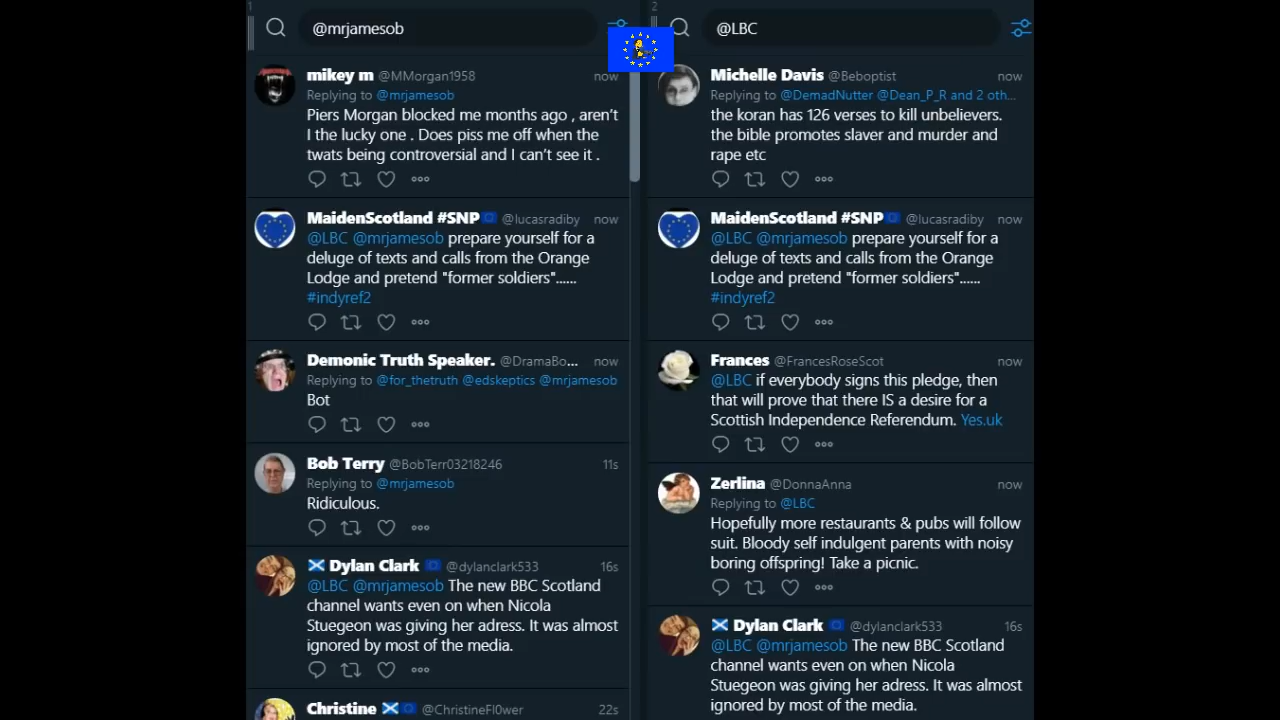 1
@mrjamesob
mikey m @MMorgan1958 now
Replying to @mrjamesob
Piers Morgan blocked me months ago , aren't
I the lucky one . Does piss me off when the
twats being controversial and I can't see it .
MaidenScotland #SNP @lucasradiby now
@LBC @mrjamesob prepare yourself for a
deluge of texts and calls from the Orange
Lodge and pretend "former soldiers"......
#indyref2
Demonic Truth Speaker. @DramaBo... now
Replying to @for_thetruth @edskeptics @mrjamesob
Bot
Bob Terry @BobTerr03218246 11s
Replying to @mrjamesob
Ridiculous.
Dylan Clark @dylanclark533 16s
@LBC @mrjamesob The new BBC Scotland
channel wants even on when Nicola
Stuegeon was giving her adress. It was almost
ignored by most of the media.
Christine @ChristineFl0wer 22s
2
@LBC
Michelle Davis @Beboptist now
Replying to @DemadNutter @Dean_P_R and 2 oth...
the koran has 126 verses to kill unbelievers.
the bible promotes slaver and murder and
rape etc
MaidenScotland #SNP @lucasradiby now
@LBC @mrjamesob prepare yourself for a
deluge of texts and calls from the Orange
Lodge and pretend "former soldiers"......
#indyref2
Frances @FrancesRoseScot now
@LBC if everybody signs this pledge, then
that will prove that there IS a desire for a
Scottish Independence Referendum. Yes.uk
Zerlina @DonnaAnna now
Replying to @LBC
Hopefully more restaurants & pubs will follow
suit. Bloody self indulgent parents with noisy
boring offspring! Take a picnic.
Dylan Clark @dylanclark533 16s
@LBC @mrjamesob The new BBC Scotland
channel wants even on when Nicola
Stuegeon was giving her adress. It was almost
ignored by most of the media.